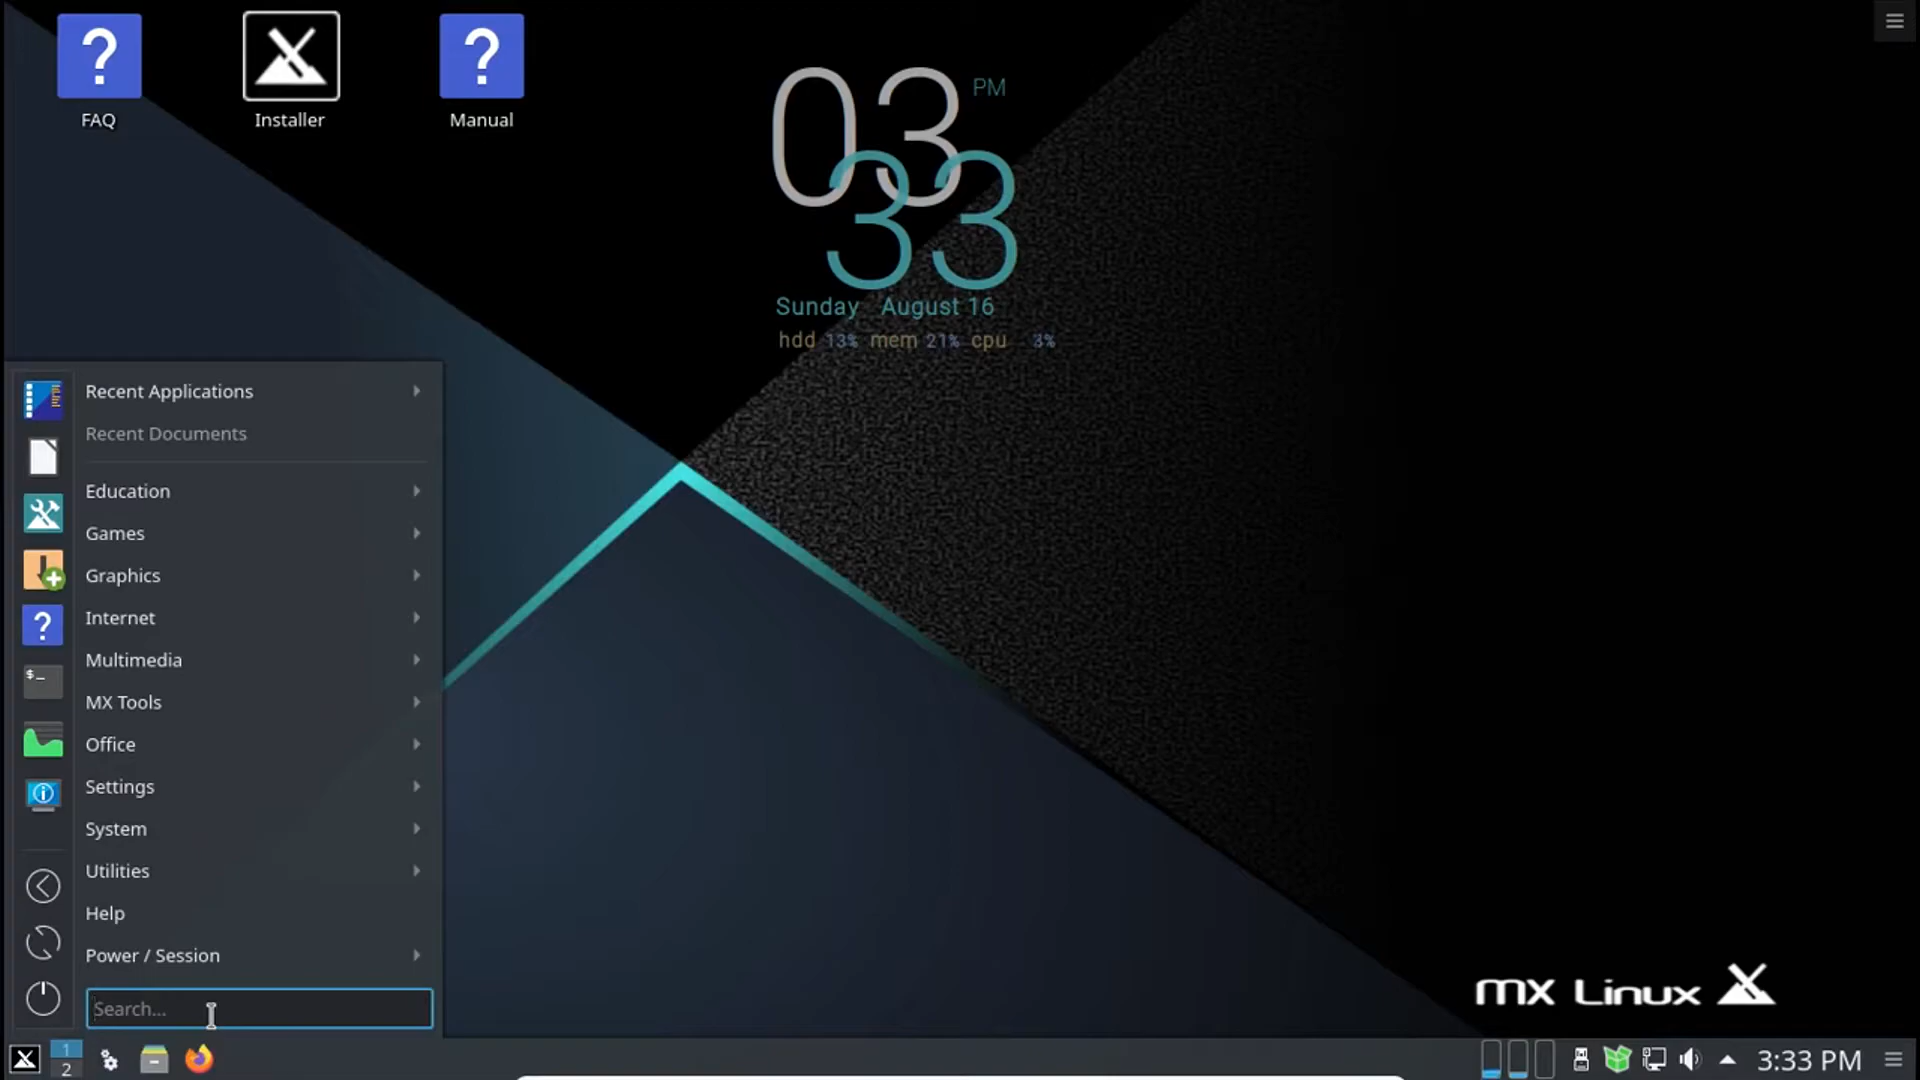 FAQ
Installer
Manual
03 PM
33
Sunday August 16
hdd 13% mem 21% cpu 3%
Recent Applications
Recent Documents
Education
Games
Graphics
Internet
Multimedia
MX Tools
Office
Settings
System
Utilities
Help
Power / Session
Search...
MX Linux
1
2
3:33 PM